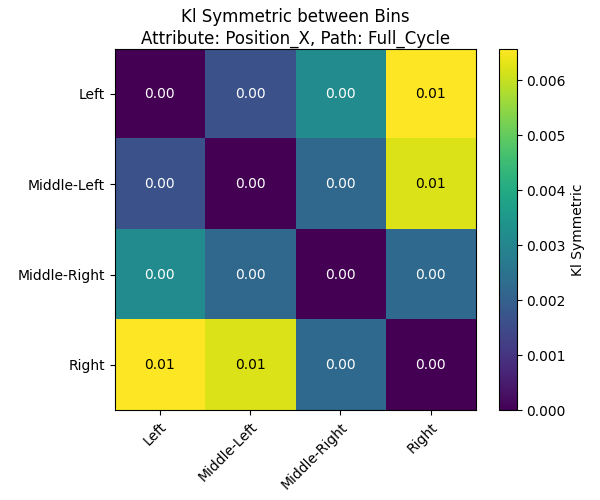 Kl Symmetric between Bins
Attribute: Position_X, Path: Full_Cycle
Left
0.00 0.00 0.00 0.01
Middle-Left
0.00 0.00 0.00 0.01
Middle-Right
0.00 0.00 0.00 0.00
Right
0.01 0.01 0.00 0.00
Left
Middle-Left
Middle-Right
Right
0.006
0.005
0.004
0.003
0.002
0.001
0.000
Kl Symmetric